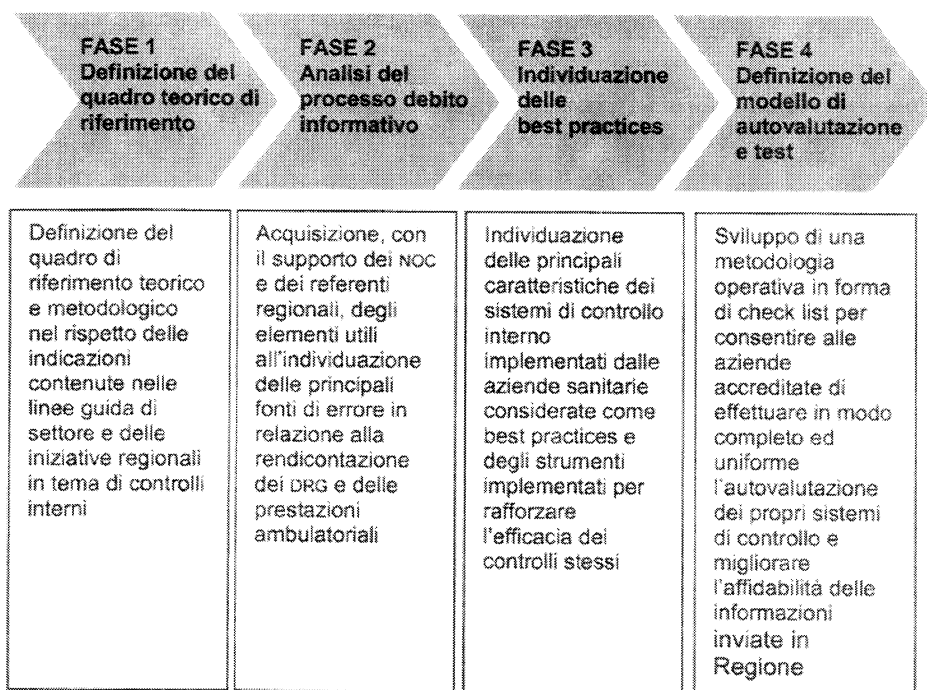 FASE 1
Definizione del
quadro teorico di
riferimento
FASE 2
Analisi del
processo debito
informativo
FASE 3
Individuazione
delle
best practices
FASE 4
Definizione del
modello di
autovalutazione
e test
Definizione del
quadro di
riferimento teorico
e metodologico
nel rispetto delle
indicazioni
contenute nelle
linee guida di
settore e delle
iniziative regionali
in tema di controlli
interni
Acquisizione, con
il supporto dei NOC
e dei referenti
regionali, degli
elementi utili
all'individuazione
delle principali
fonti di errore in
relazione alla
rendicontazione
dei DRG e delle
prestazioni
ambulatoriali
Individuazione
delle principali
caratteristiche dei
sistemi di controllo
interno
implementati dalle
aziende sanitarie
considerate come
best practices e
degli strumenti
implementati per
rafforzare
l'efficacia dei
controlli stessi
Sviluppo di una
metodologia
operativa in forma
di check list per
consentire alle
aziende
accreditate di
effettuare in modo
completo ed
uniforme
l'autovalutazione
dei propri sistemi
di controllo e
migliorare
l'affidabilità delle
informazioni
inviate in
Regione